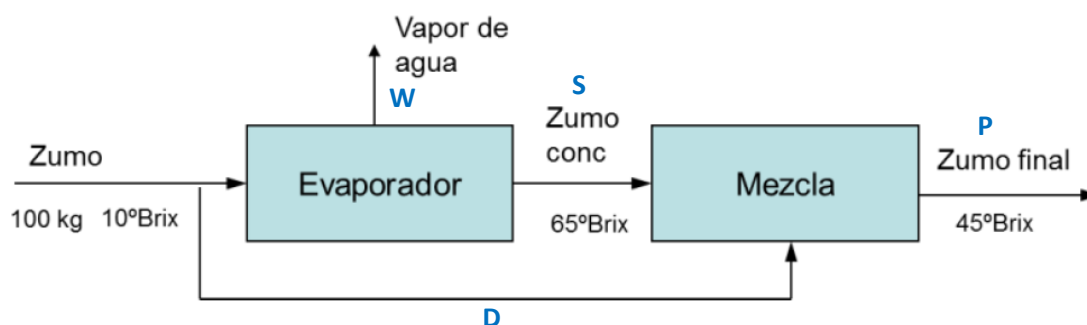 Vapor de
agua
W
S
Zumo
conc
P
Zumo final
Zumo
Evaporador
Mezcla
100 kg 10ºBrix
65ºBrix
45ºBrix
D